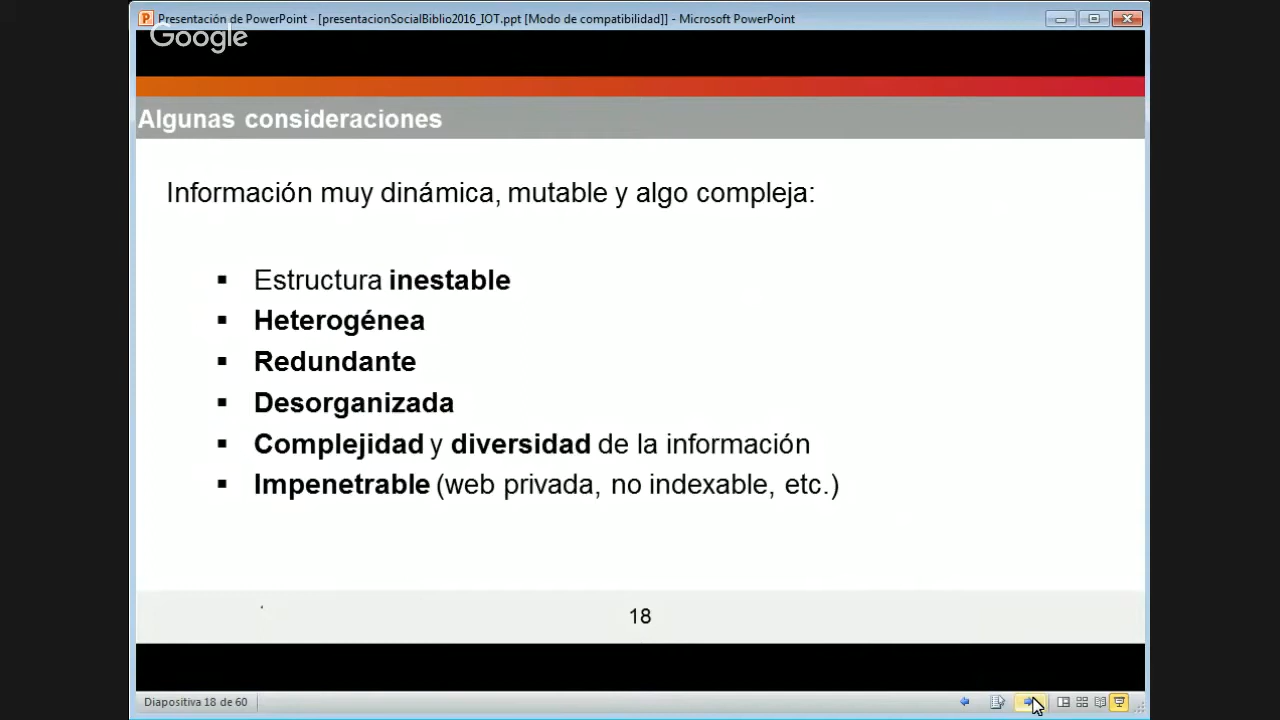 Presentación de PowerPoint - [presentacionSocialBiblio2016_IOT.ppt [Modo de compatibilidad]] - Microsoft PowerPoint
Google
Algunas consideraciones
Información muy dinámica, mutable y algo compleja:
▪ Estructura inestable
▪ Heterogénea
▪ Redundante
▪ Desorganizada
▪ Complejidad y diversidad de la información
▪ Impenetrable (web privada, no indexable, etc.)
18
Diapositiva 18 de 60